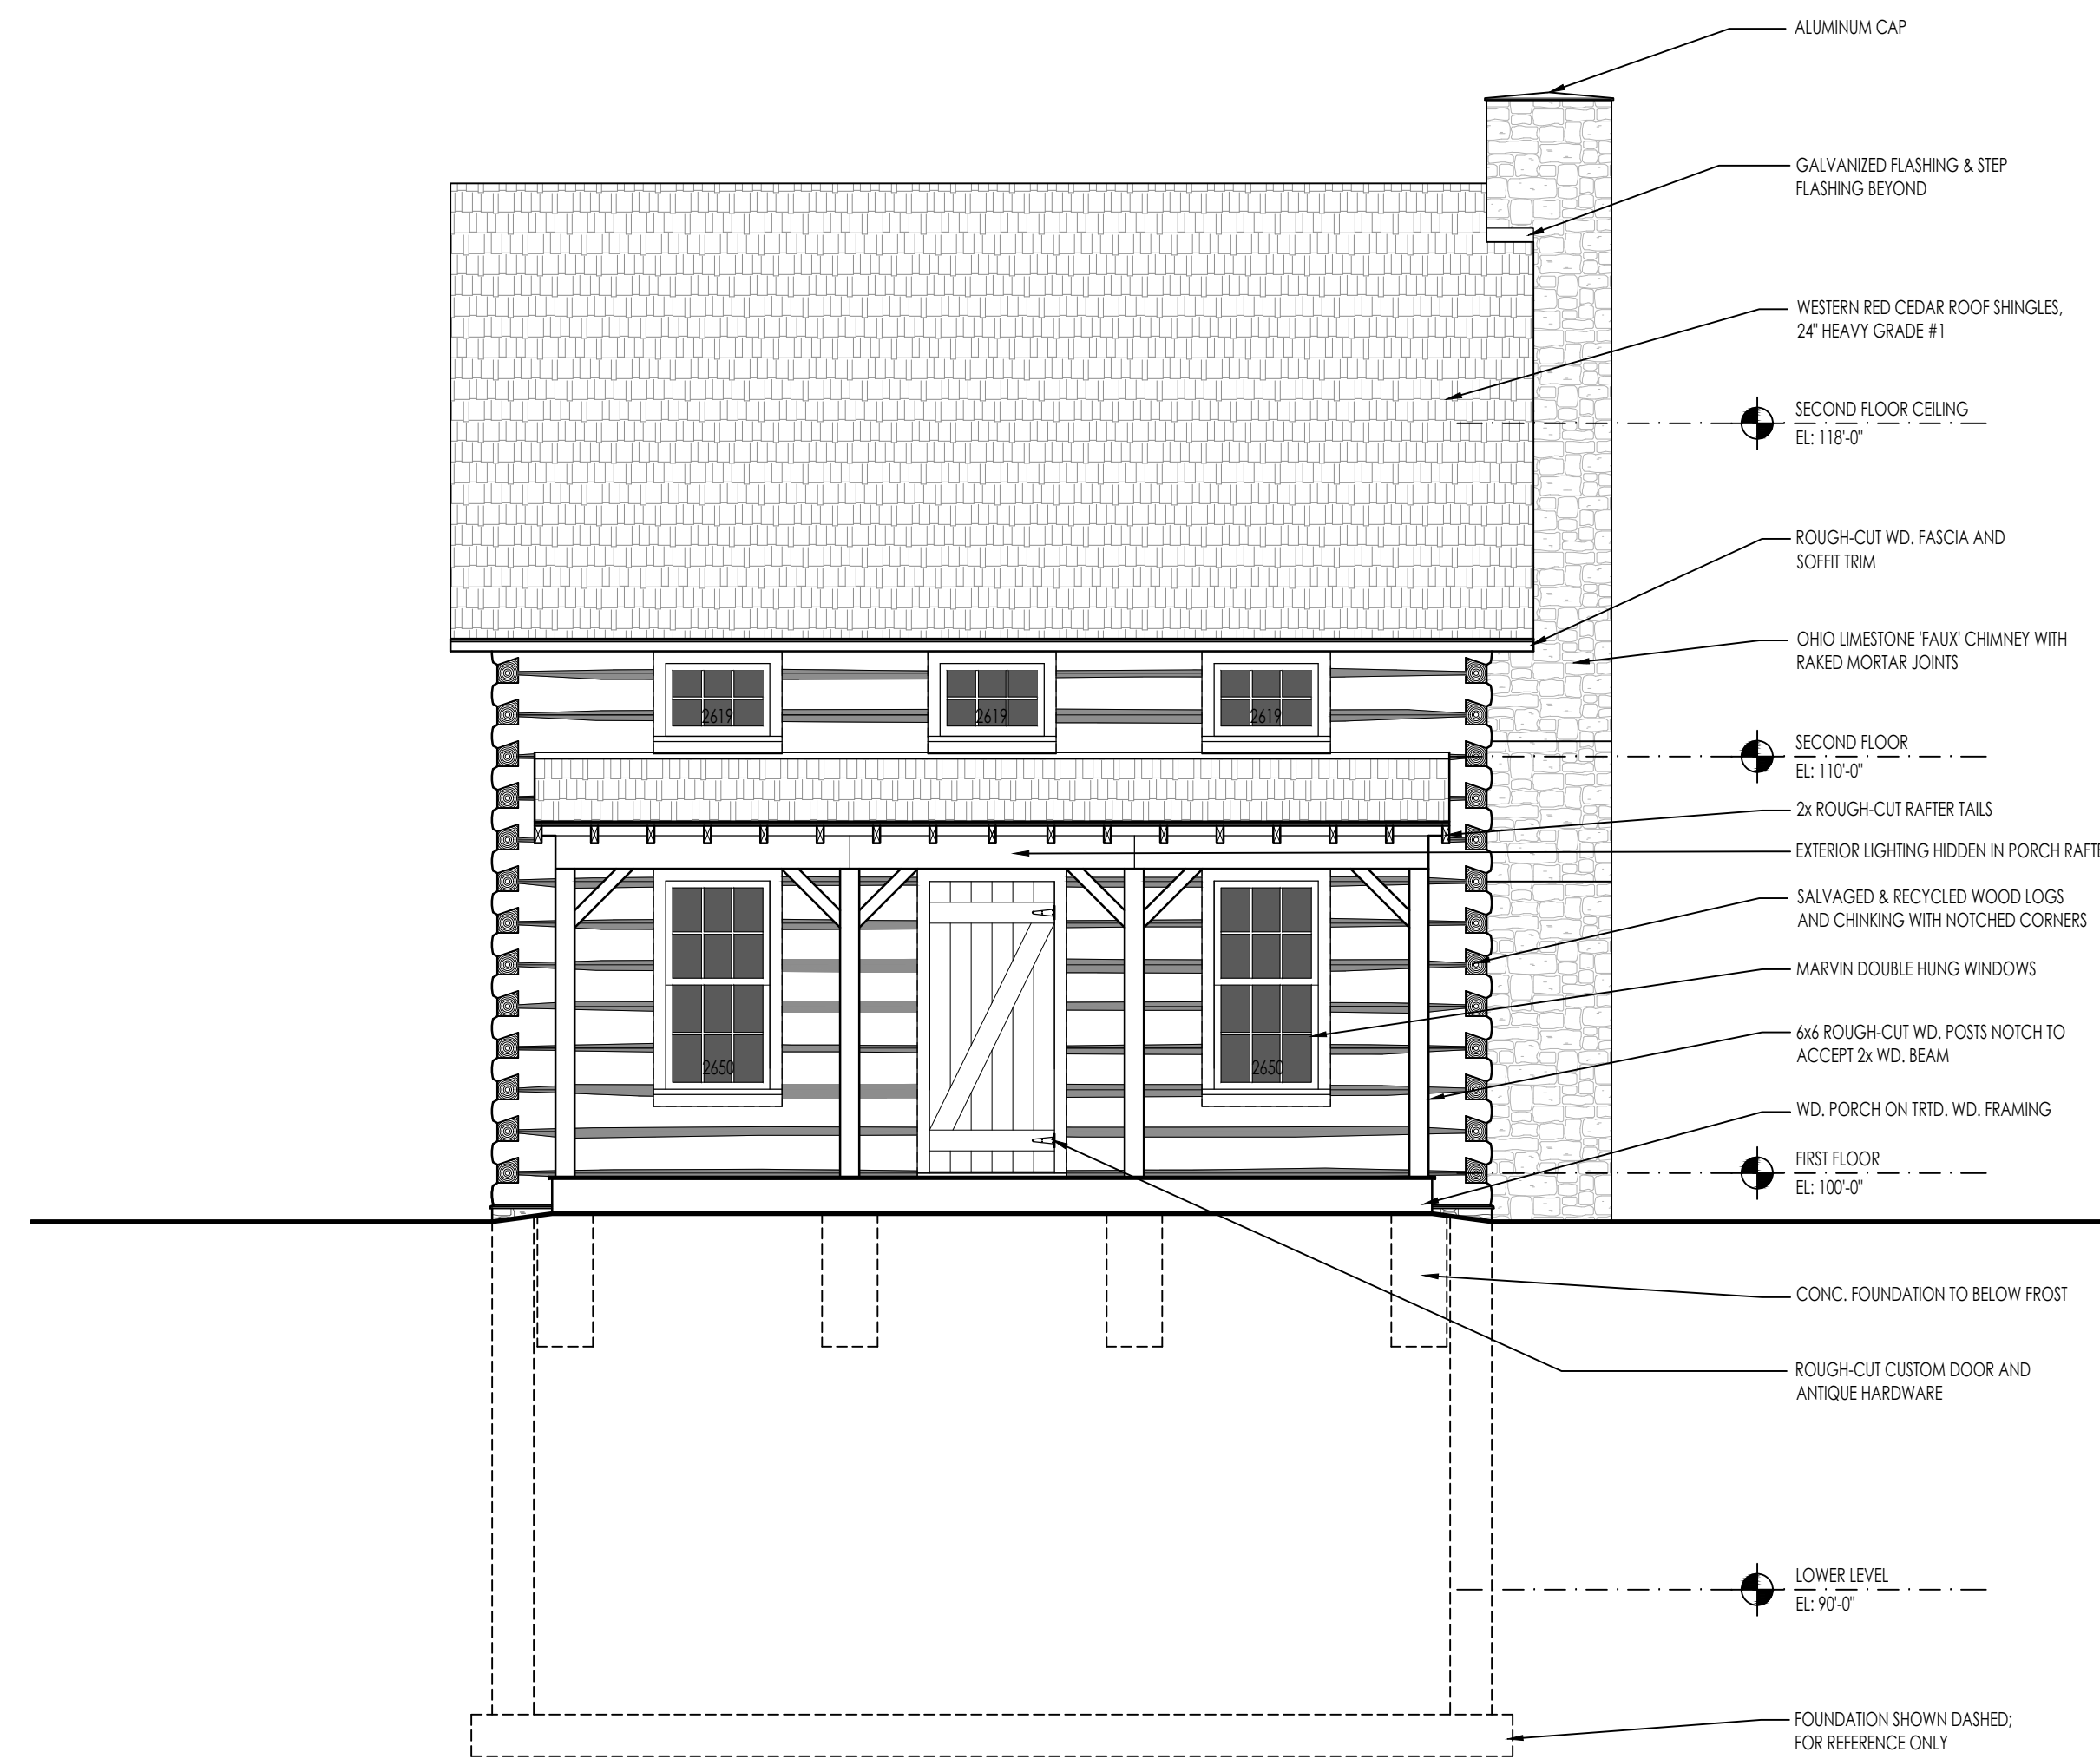 ALUMINUM CAP
GALVANIZED FLASHING & STEP
FLASHING BEYOND
WESTERN RED CEDAR ROOF SHINGLES,
24" HEAVY GRADE #1
SECOND FLOOR CEILING
EL: 118'-0"
ROUGH-CUT WD. FASCIA AND
SOFFIT TRIM
OHIO LIMESTONE 'FAUX' CHIMNEY WITH
RAKED MORTAR JOINTS
2619 2619 2619
SECOND FLOOR
EL: 110'-0"
2x ROUGH-CUT RAFTER TAILS
EXTERIOR LIGHTING HIDDEN IN PORCH
SALVAGED & RECYCLED WOOD LOGS
AND CHINKING WITH NOTCHED CORNERS
MARVIN DOUBLE HUNG WINDOWS
6x6 ROUGH-CUT WD. POSTS NOTCH TO
ACCEPT 2x WD. BEAM
2650 2650
WD. PORCH ON TRTD. WD. FRAMING
FIRST FLOOR
EL: 100'-0"
CONC. FOUNDATION TO BELOW FROST
ROUGH-CUT CUSTOM DOOR AND
ANTIQUE HARDWARE
LOWER LEVEL
EL: 90'-0"
FOUNDATION SHOWN DASHED;
FOR REFERENCE ONLY